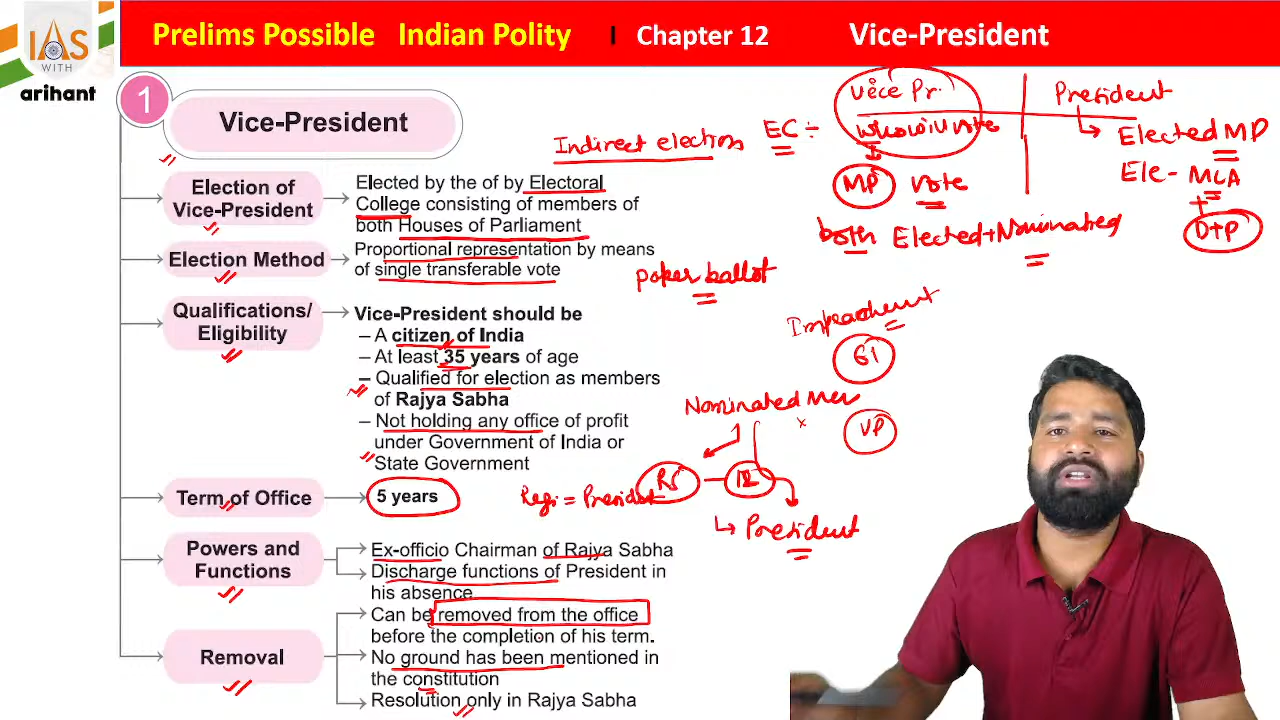 IAS
WITH
arihant
Prelims Possible Indian Polity | Chapter 12 Vice-President
1
Vice-President
Election of
Vice-President
Elected by the of by Electoral
College consisting of members of
both Houses of Parliament
Election Method
Proportional representation by means
of single transferable vote
Qualifications/
Eligibility
Vice-President should be
– A citizen of India
– At least 35 years of age
– Qualified for election as members
of Rajya Sabha
– Not holding any office of profit
under Government of India or
State Government
Term of Office
5 years
Powers and
Functions
Ex-officio Chairman of Rajya Sabha
Discharge functions of President in
his absence
Removal
Can be removed from the office
before the completion of his term.
No ground has been mentioned in
the constitution
Resolution only in Rajya Sabha
Indirect election
EC ÷
Vice Pr.
who will vote
MP vote
both Elected+Nominated
President
Elected MP
Ele- MLA
+
D+P
Impeachment
61
Nominated Mem
x
VP
RS
12
President
Resi = President